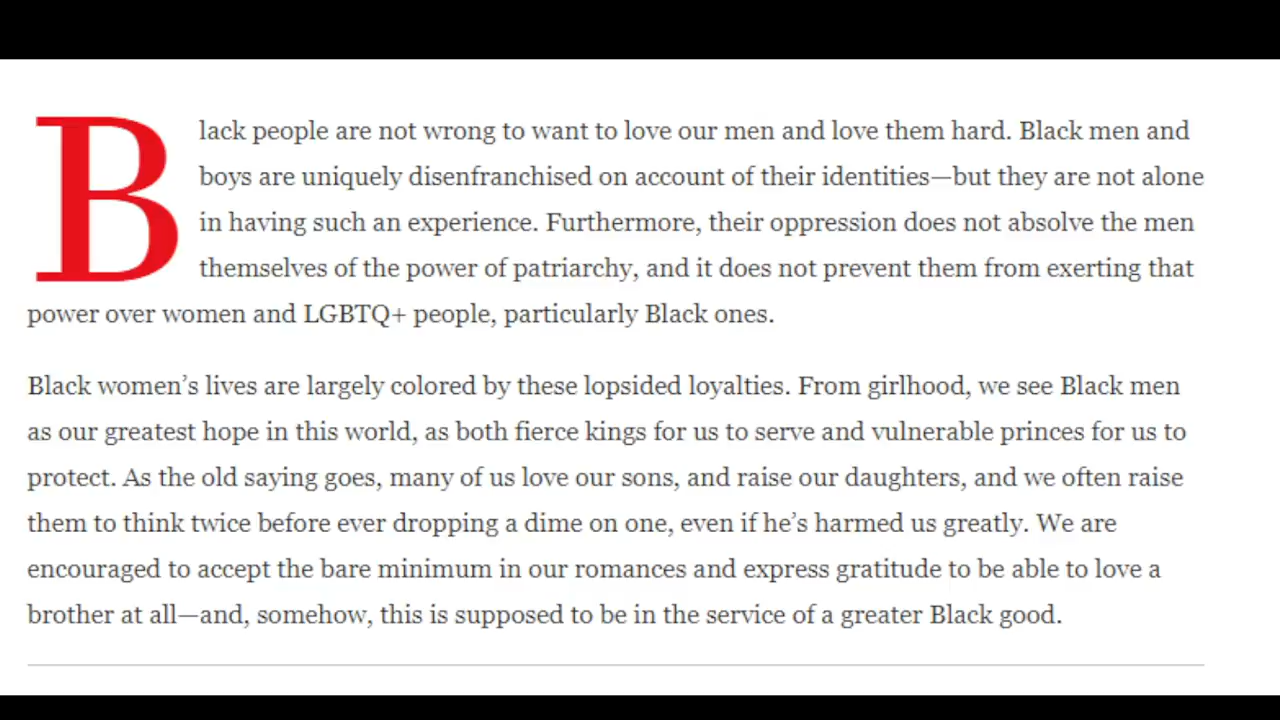 Black people are not wrong to want to love our men and love them hard. Black men and
boys are uniquely disenfranchised on account of their identities—but they are not alone
in having such an experience. Furthermore, their oppression does not absolve the men
themselves of the power of patriarchy, and it does not prevent them from exerting that
power over women and LGBTQ+ people, particularly Black ones.
Black women’s lives are largely colored by these lopsided loyalties. From girlhood, we see Black men
as our greatest hope in this world, as both fierce kings for us to serve and vulnerable princes for us to
protect. As the old saying goes, many of us love our sons, and raise our daughters, and we often raise
them to think twice before ever dropping a dime on one, even if he’s harmed us greatly. We are
encouraged to accept the bare minimum in our romances and express gratitude to be able to love a
brother at all—and, somehow, this is supposed to be in the service of a greater Black good.